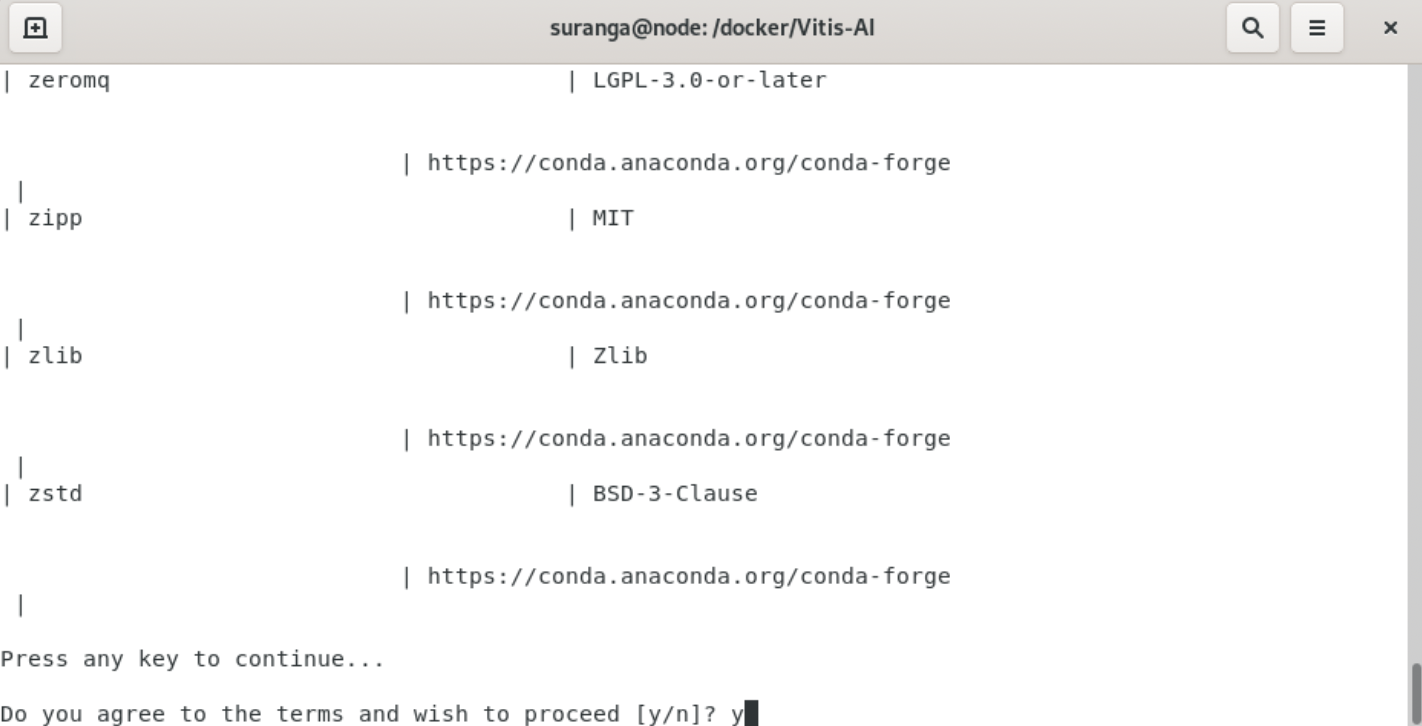 suranga@node: /docker/Vitis-AI
| zeromq | LGPL-3.0-or-later
| https://conda.anaconda.org/conda-forge
|
| zipp | MIT
| https://conda.anaconda.org/conda-forge
|
| zlib | Zlib
| https://conda.anaconda.org/conda-forge
|
| zstd | BSD-3-Clause
| https://conda.anaconda.org/conda-forge
|
Press any key to continue...
Do you agree to the terms and wish to proceed [y/n]? y